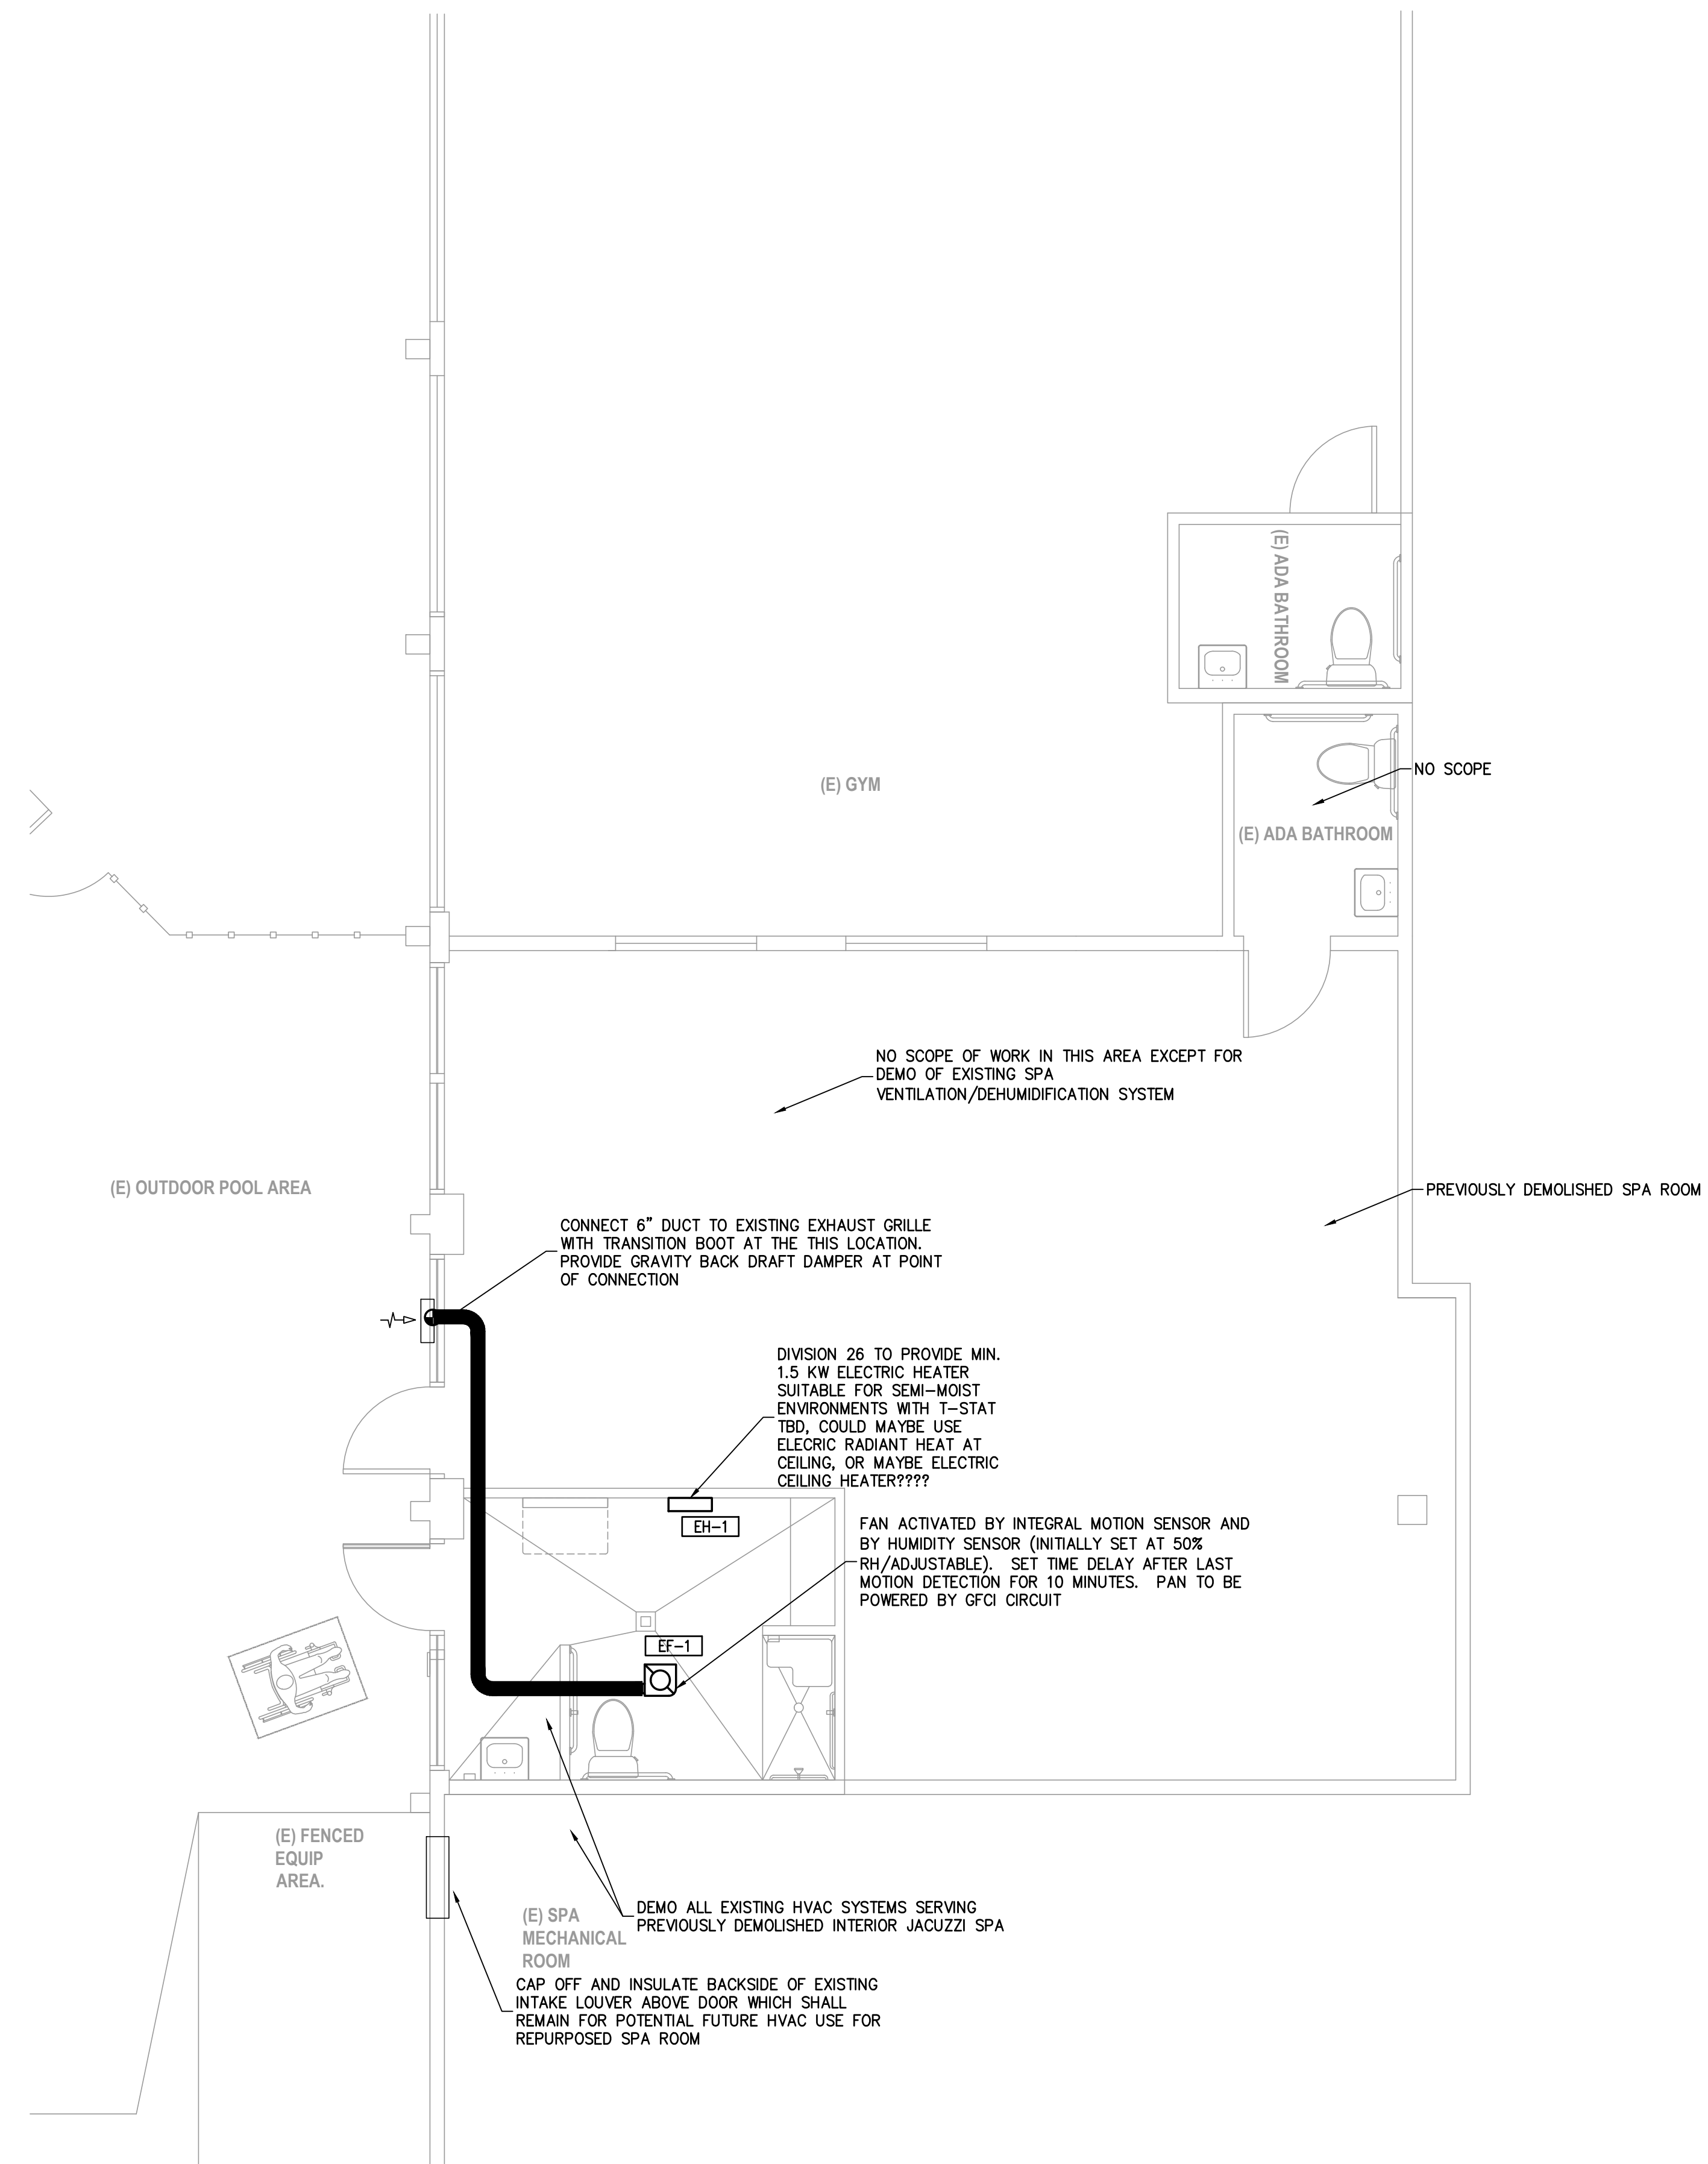 (E) ADA BATHROOM
(E) GYM
NO SCOPE
(E) ADA BATHROOM
NO SCOPE OF WORK IN THIS AREA EXCEPT FOR
DEMO OF EXISTING SPA
VENTILATION/DEHUMIDIFICATION SYSTEM
(E) OUTDOOR POOL AREA
PREVIOUSLY DEMOLISHED SPA ROOM
CONNECT 6" DUCT TO EXISTING EXHAUST GRILLE
WITH TRANSITION BOOT AT THE THIS LOCATION.
PROVIDE GRAVITY BACK DRAFT DAMPER AT POINT
OF CONNECTION
DIVISION 26 TO PROVIDE MIN.
1.5 KW ELECTRIC HEATER
SUITABLE FOR SEMI-MOIST
ENVIRONMENTS WITH T-STAT
TBD, COULD MAYBE USE
ELECRIC RADIANT HEAT AT
CEILING, OR MAYBE ELECTRIC
CEILING HEATER????
EH-1
FAN ACTIVATED BY INTEGRAL MOTION SENSOR AND
BY HUMIDITY SENSOR (INITIALLY SET AT 50%
RH/ADJUSTABLE). SET TIME DELAY AFTER LAST
MOTION DETECTION FOR 10 MINUTES. PAN TO BE
POWERED BY GFCI CIRCUIT
EF-1
(E) FENCED
EQUIP
AREA.
(E) SPA
MECHANICAL
ROOM
DEMO ALL EXISTING HVAC SYSTEMS SERVING
PREVIOUSLY DEMOLISHED INTERIOR JACUZZI SPA
CAP OFF AND INSULATE BACKSIDE OF EXISTING
INTAKE LOUVER ABOVE DOOR WHICH SHALL
REMAIN FOR POTENTIAL FUTURE HVAC USE FOR
REPURPOSED SPA ROOM